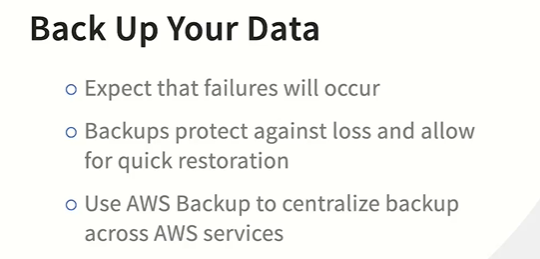 Back Up Your Data
Expect that failures will occur
Backups protect against loss and allow
for quick restoration
Use AWS Backup to centralize backup
across AWS services